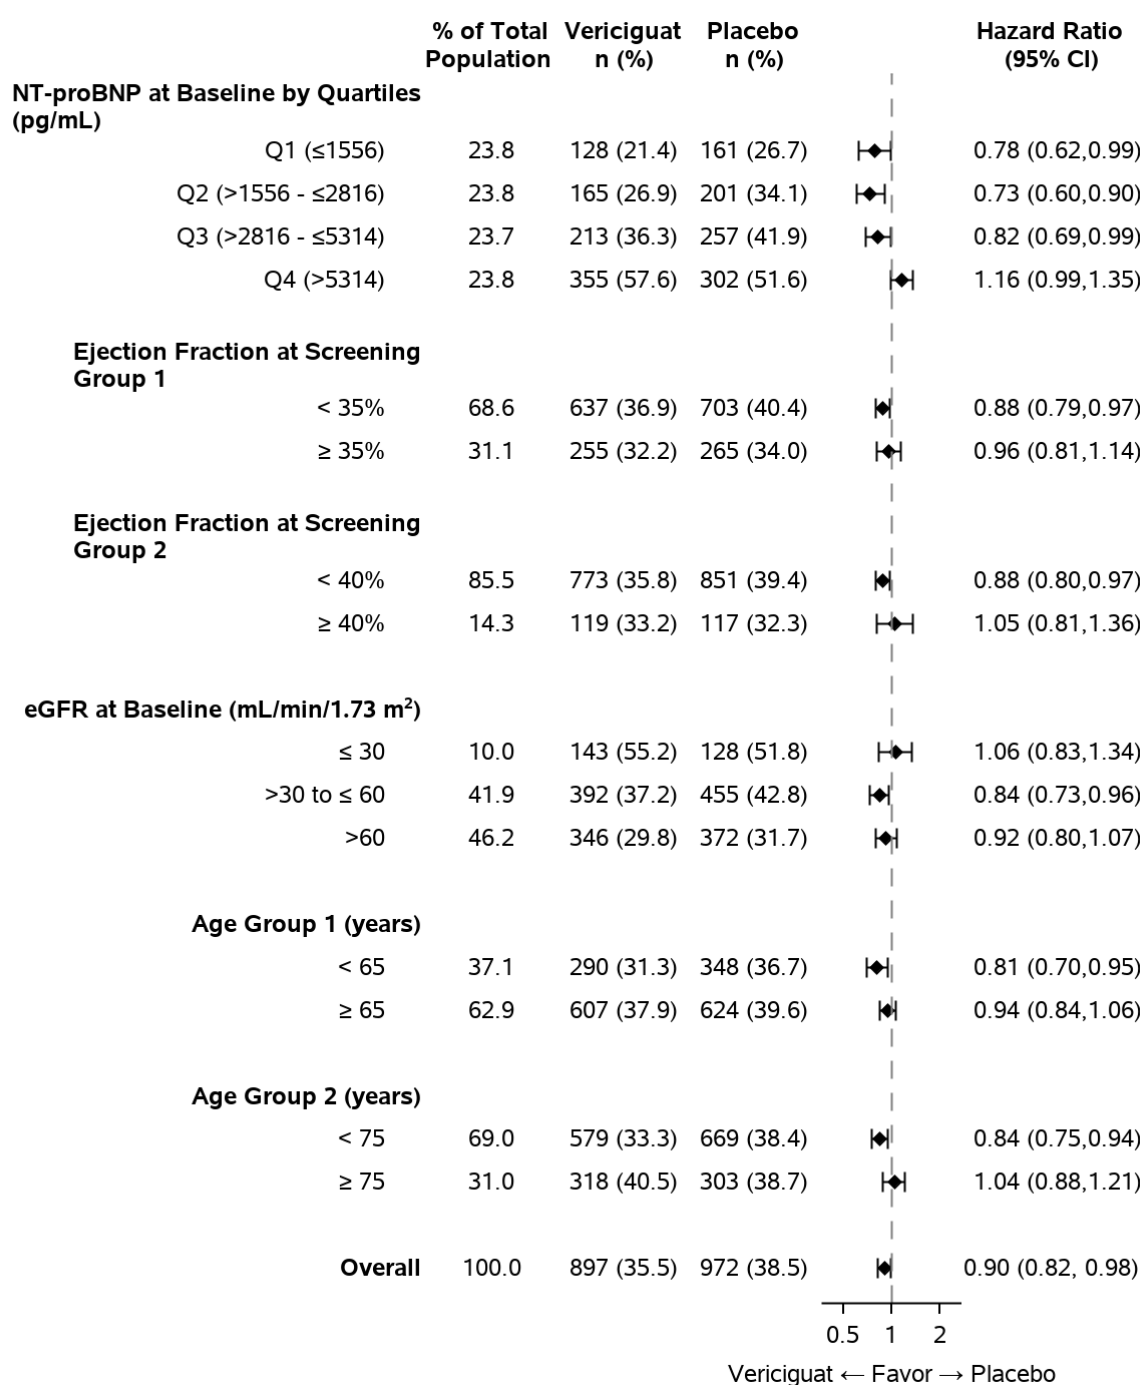 % of Total Vericiguat Placebo Hazard Ratio
Population n (%) n (%) (95% CI)
NT-proBNP at Baseline by Quartiles
(pg/mL)
Q1 (≤1556) 23.8 128 (21.4) 161 (26.7) 0.78 (0.62,0.99)
Q2 (>1556 - ≤2816) 23.8 165 (26.9) 201 (34.1) 0.73 (0.60,0.90)
Q3 (>2816 - ≤5314) 23.7 213 (36.3) 257 (41.9) 0.82 (0.69,0.99)
Q4 (>5314) 23.8 355 (57.6) 302 (51.6) 1.16 (0.99,1.35)
Ejection Fraction at Screening
Group 1
< 35% 68.6 637 (36.9) 703 (40.4) 0.88 (0.79,0.97)
≥ 35% 31.1 255 (32.2) 265 (34.0) 0.96 (0.81,1.14)
Ejection Fraction at Screening
Group 2
< 40% 85.5 773 (35.8) 851 (39.4) 0.88 (0.80,0.97)
≥ 40% 14.3 119 (33.2) 117 (32.3) 1.05 (0.81,1.36)
eGFR at Baseline (mL/min/1.73 m²)
≤ 30 10.0 143 (55.2) 128 (51.8) 1.06 (0.83,1.34)
>30 to ≤ 60 41.9 392 (37.2) 455 (42.8) 0.84 (0.73,0.96)
>60 46.2 346 (29.8) 372 (31.7) 0.92 (0.80,1.07)
Age Group 1 (years)
< 65 37.1 290 (31.3) 348 (36.7) 0.81 (0.70,0.95)
≥ 65 62.9 607 (37.9) 624 (39.6) 0.94 (0.84,1.06)
Age Group 2 (years)
< 75 69.0 579 (33.3) 669 (38.4) 0.84 (0.75,0.94)
≥ 75 31.0 318 (40.5) 303 (38.7) 1.04 (0.88,1.21)
Overall 100.0 897 (35.5) 972 (38.5) 0.90 (0.82, 0.98)
0.5 1 2
Vericiguat ← Favor → Placebo